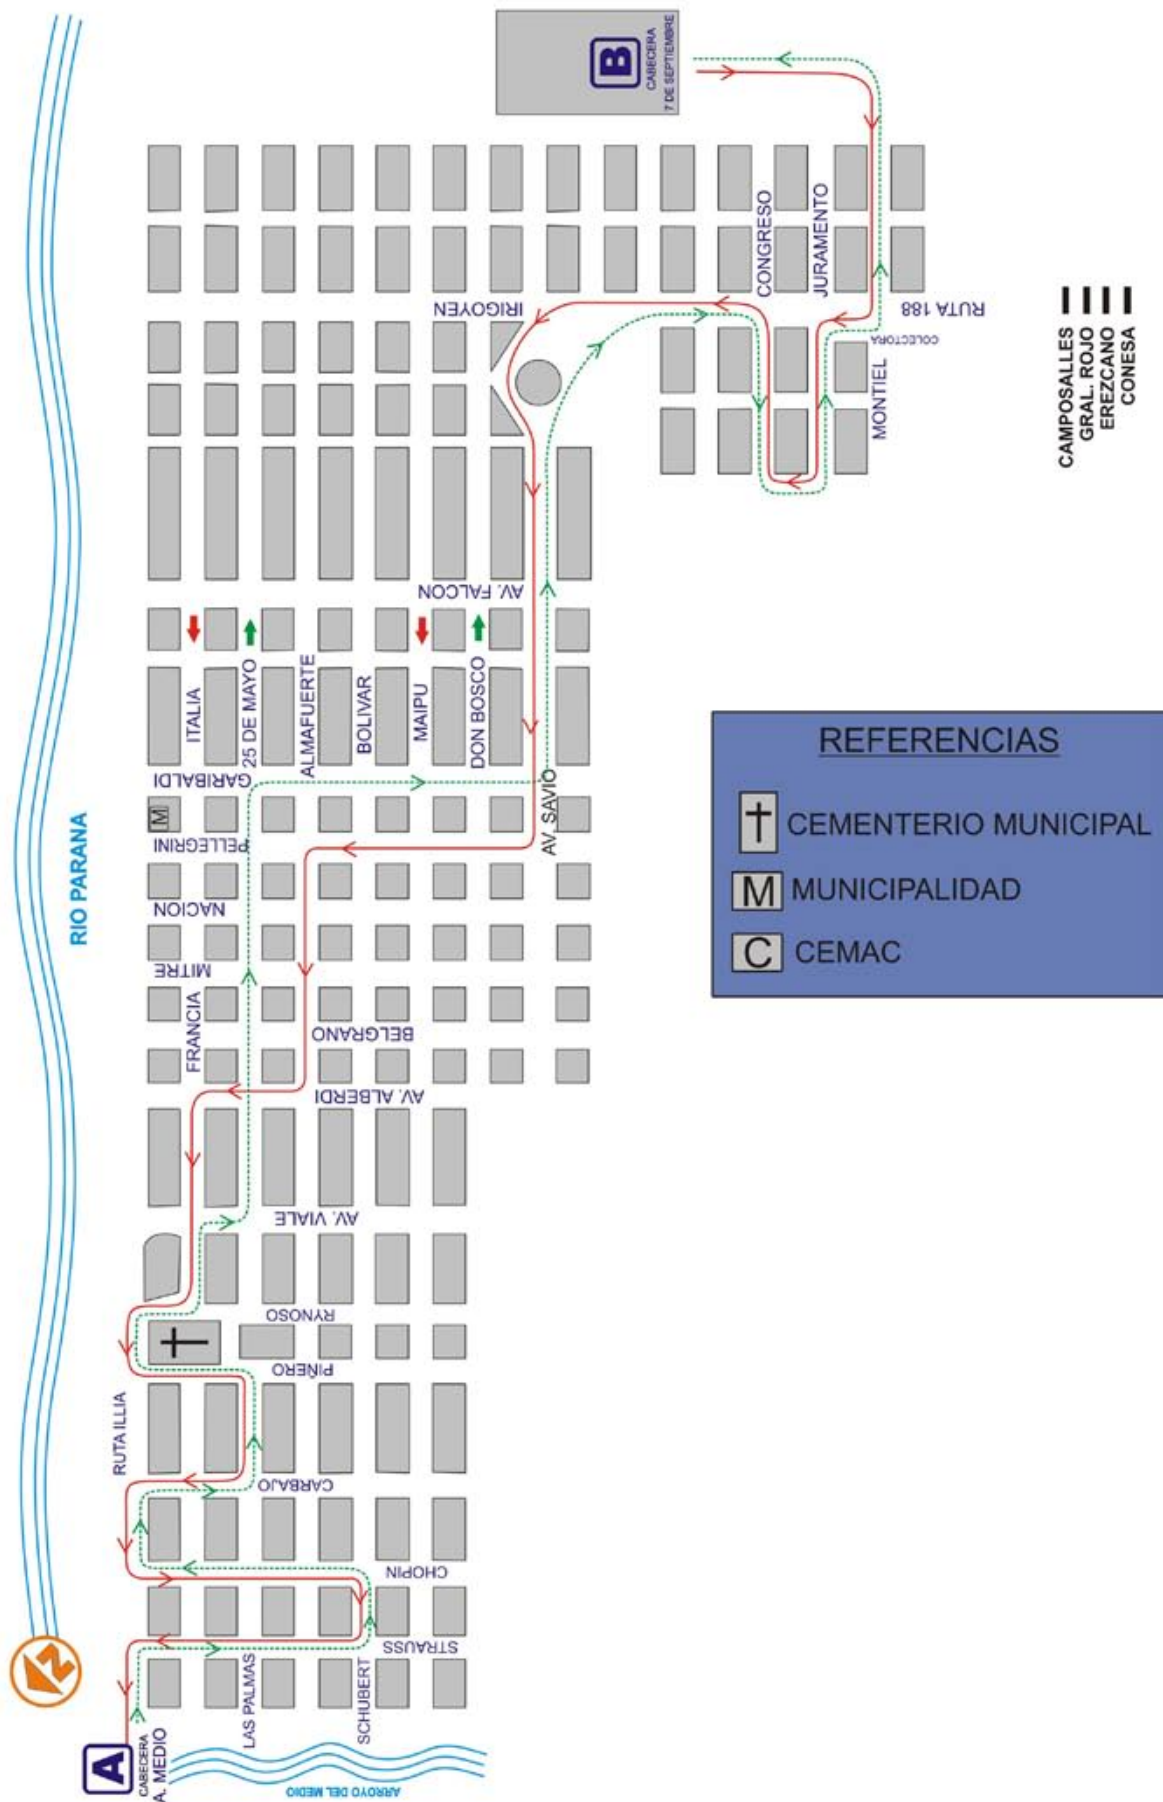 B
CABECERA
7 DE SEPTIEMBRE
CONGRESO
JURAMENTO
IRIGOYEN
RUTA 188
COLECTORA
MONTIEL
CAMPOSALLES
GRAL. ROJO
EREZCANO
CONESA
AV. FALCON
ITALIA
25 DE MAYO
ALMAFUERTE
BOLIVAR
MAIPU
DON BOSCO
GARIBALDI
AV. SAVIO
M
PELLEGRINI
NACION
MITRE
FRANCIA
BELGRANO
AV. ALBERDI
RIO PARANA
REFERENCIAS
CEMENTERIO MUNICIPAL
M MUNICIPALIDAD
C CEMAC
AV. VIALE
RYNOSO
PIÑERO
RUTA ILLIA
CARBAJO
CHOPIN
STRAUSS
LAS PALMAS
SCHUBERT
N
A
CABECERA
A. MEDIO
ARROYO DEL MEDIO